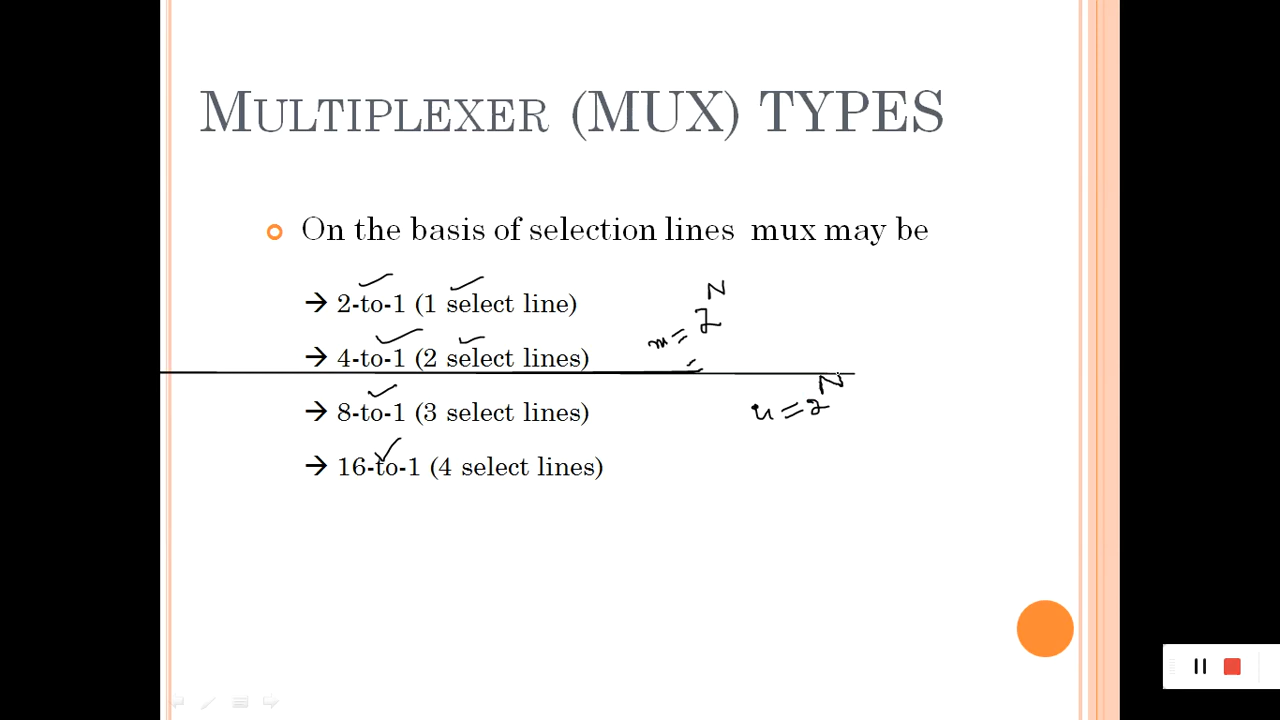 MULTIPLEXER (MUX) TYPES
On the basis of selection lines mux may be
→ 2-to-1 (1 select line)
→ 4-to-1 (2 select lines)
→ 8-to-1 (3 select lines)
→ 16-to-1 (4 select lines)
m = 2^N